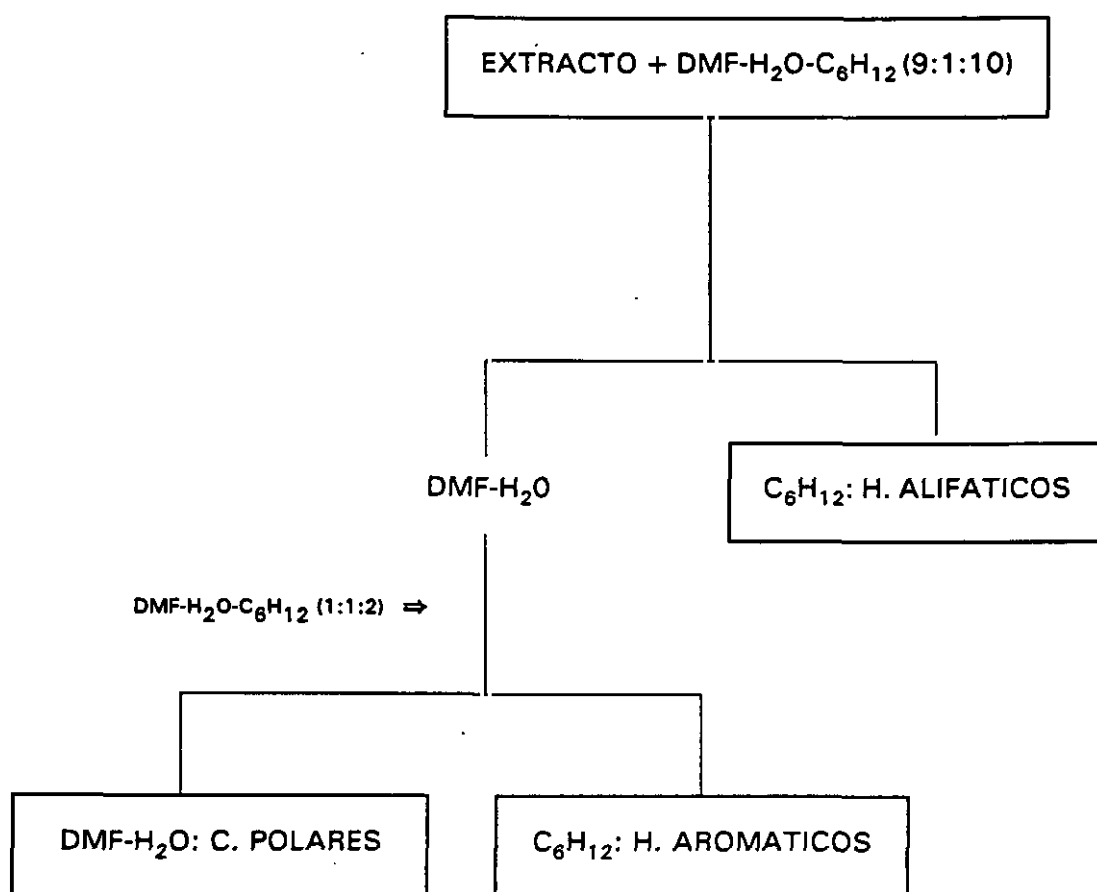 EXTRACTO + DMF-H₂O-C₆H₁₂ (9:1:10)
DMF-H₂O
C₆H₁₂: H. ALIFATICOS
DMF-H₂O-C₆H₁₂ (1:1:2) ⇒
DMF-H₂O: C. POLARES
C₆H₁₂: H. AROMATICOS